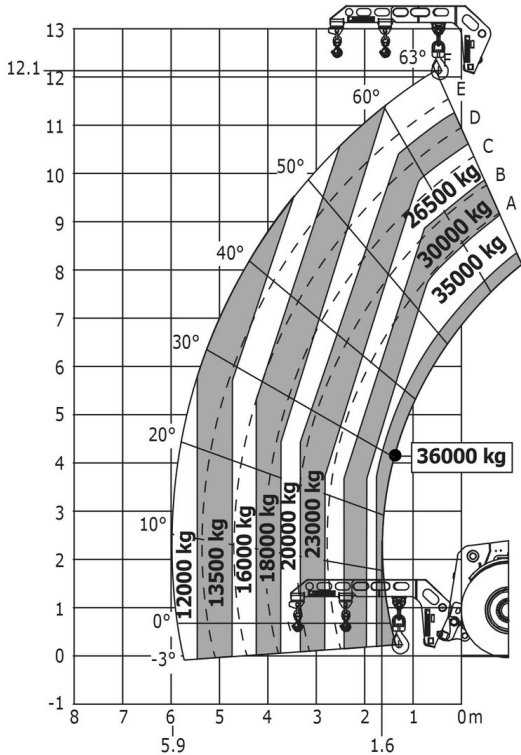 13
12.1
12
11
10
9
8
7
6
5
4
3
2
1
0
-1
63°
F
E
D
C
B
A
60°
50°
40°
30°
20°
10°
0°
-3°
26500 kg
30000 kg
35000 kg
36000 kg
12000 kg
13500 kg
16000 kg
18000 kg
20000 kg
23000 kg
8 7 6 5 4 3 2 1 0m
5.9 1.6